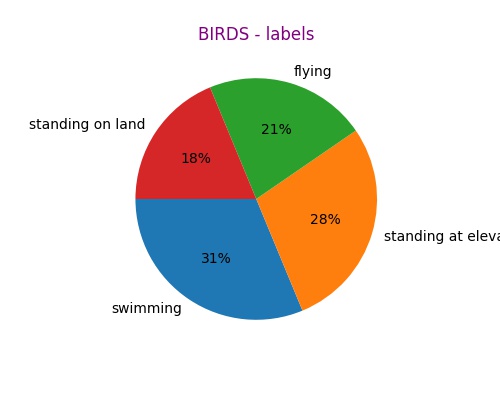 BIRDS - labels
flying
standing on land
21%
18%
28%
standing at eleva
31%
swimming